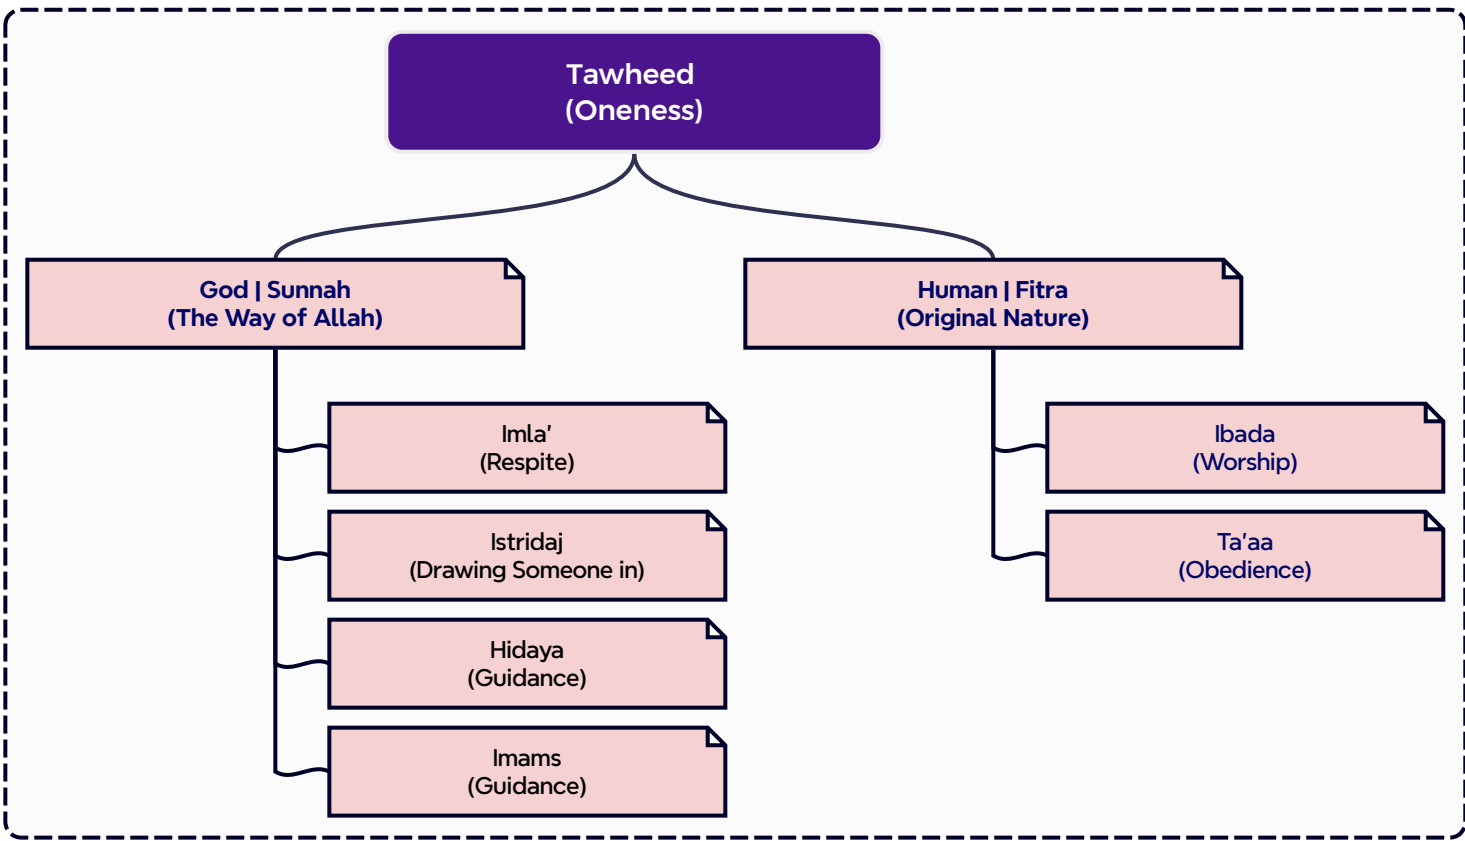 Tawheed
(Oneness)
God | Sunnah
(The Way of Allah)
Human | Fitra
(Original Nature)
Imla'
(Respite)
Istridaj
(Drawing Someone in)
Hidaya
(Guidance)
Imams
(Guidance)
Ibada
(Worship)
Ta'aa
(Obedience)